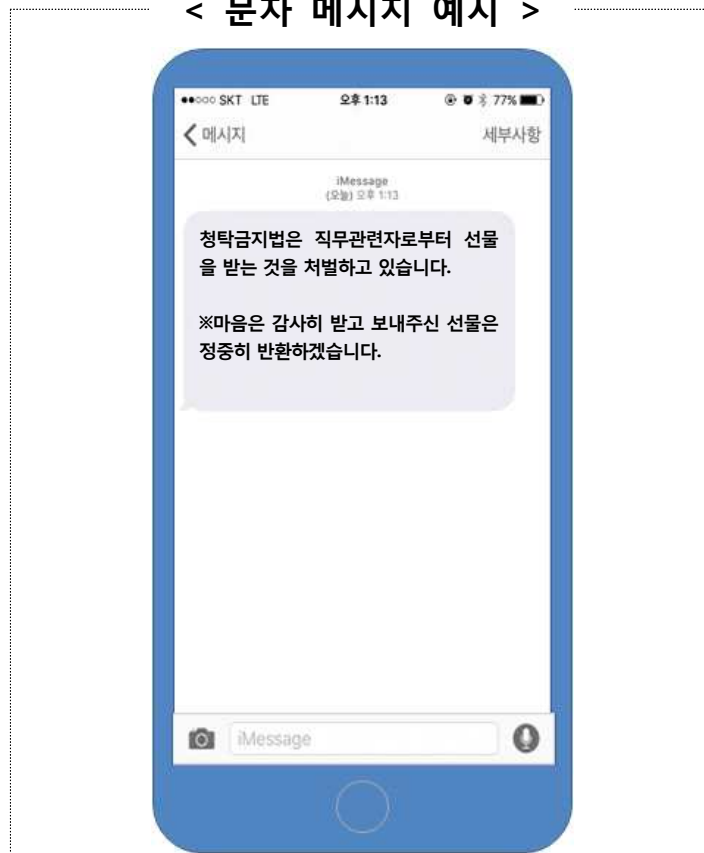 < 문자 메시지 예시 >
SKT LTE 오후 1:13 77%
메시지 세부사항
iMessage
(오늘) 오후 1:13
청탁금지법은 직무관련자로부터 선물
을 받는 것을 처벌하고 있습니다.
※마음은 감사히 받고 보내주신 선물은
정중히 반환하겠습니다.
iMessage